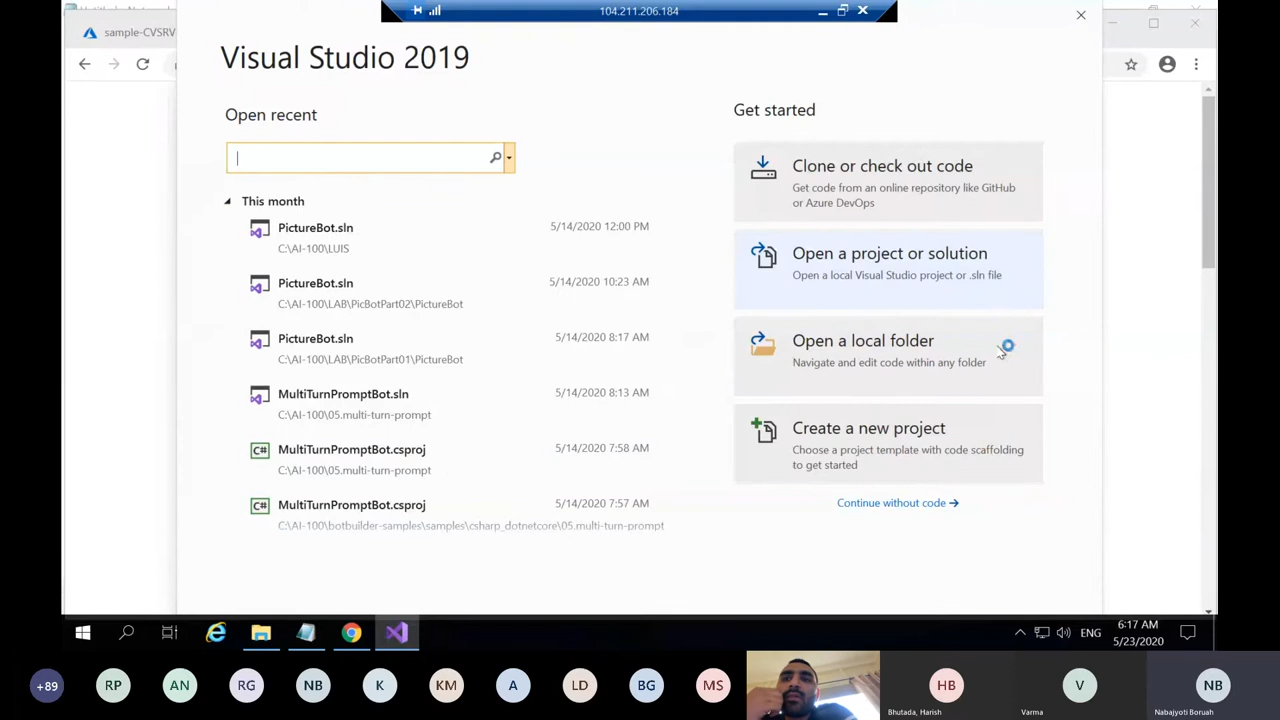 104.211.206.184
sample-CVSRV
Visual Studio 2019
Open recent
This month
PictureBot.sln
5/14/2020 12:00 PM
C:\AI-100\LUIS
PictureBot.sln
5/14/2020 10:23 AM
C:\AI-100\LAB\PicBotPart02\PictureBot
PictureBot.sln
5/14/2020 8:17 AM
C:\AI-100\LAB\PicBotPart01\PictureBot
MultiTurnPromptBot.sln
5/14/2020 8:13 AM
C:\AI-100\05.multi-turn-prompt
MultiTurnPromptBot.csproj
5/14/2020 7:58 AM
C:\AI-100\05.multi-turn-prompt
MultiTurnPromptBot.csproj
5/14/2020 7:57 AM
C:\AI-100\botbuilder-samples\samples\csharp_dotnetcore\05.multi-turn-prompt
Get started
Clone or check out code
Get code from an online repository like GitHub
or Azure DevOps
Open a project or solution
Open a local Visual Studio project or .sln file
Open a local folder
Navigate and edit code within any folder
Create a new project
Choose a project template with code scaffolding
to get started
Continue without code
ENG
6:17 AM
5/23/2020
+89
RP
AN
RG
NB
K
KM
A
LD
BG
MS
HB
Bhutada, Harish
V
Varma
NB
Nabajyoti Boruah